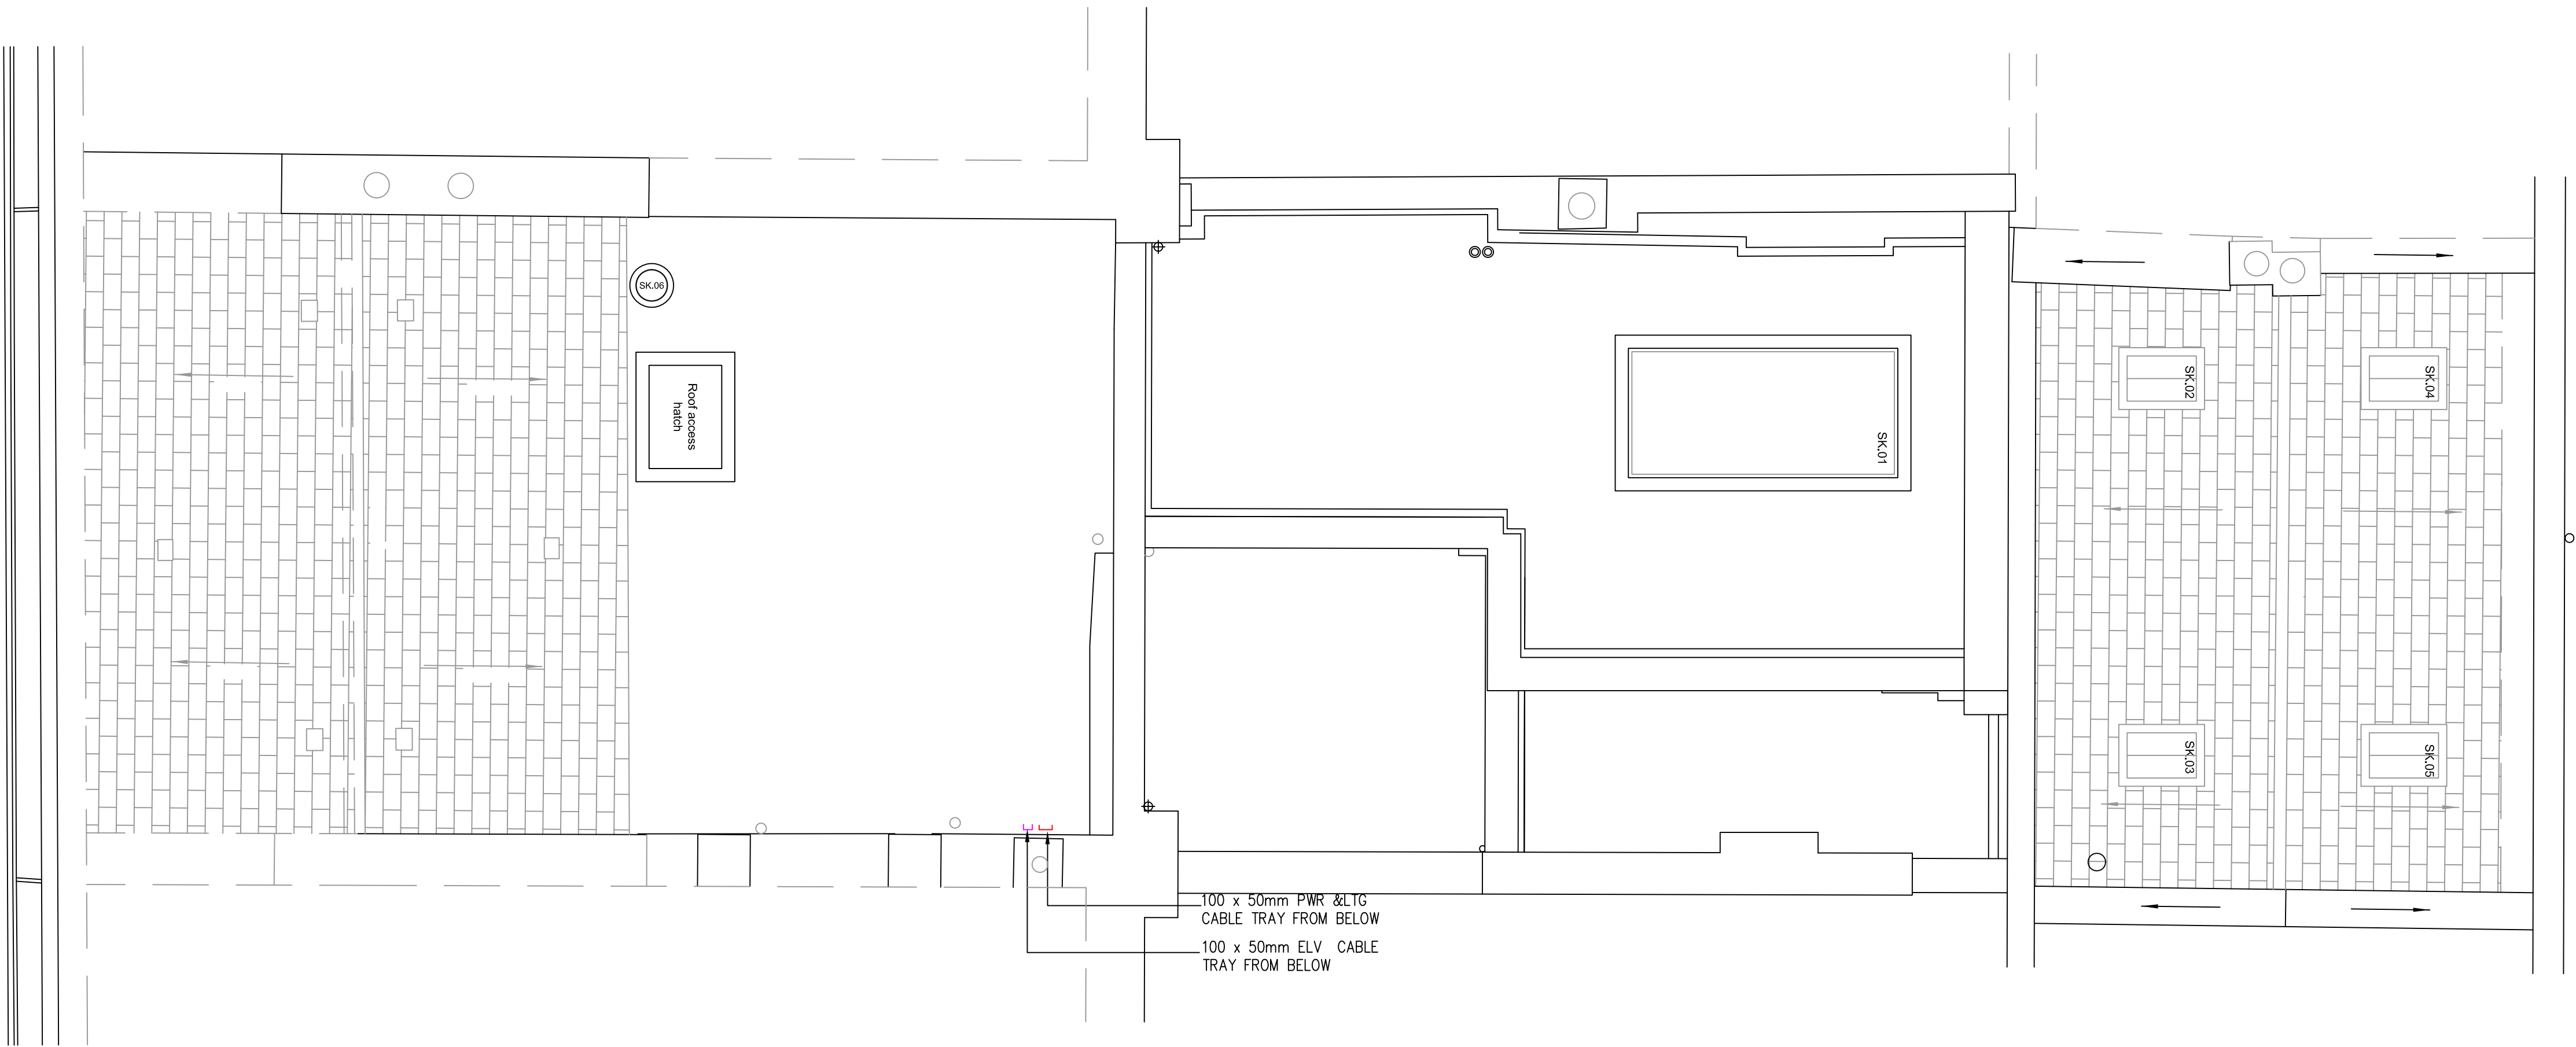 SK.06
Roof access
hatch
SK.01
SK.02
SK.04
SK.03
SK.05
100 x 50mm PWR &LTG
CABLE TRAY FROM BELOW
100 x 50mm ELV CABLE
TRAY FROM BELOW